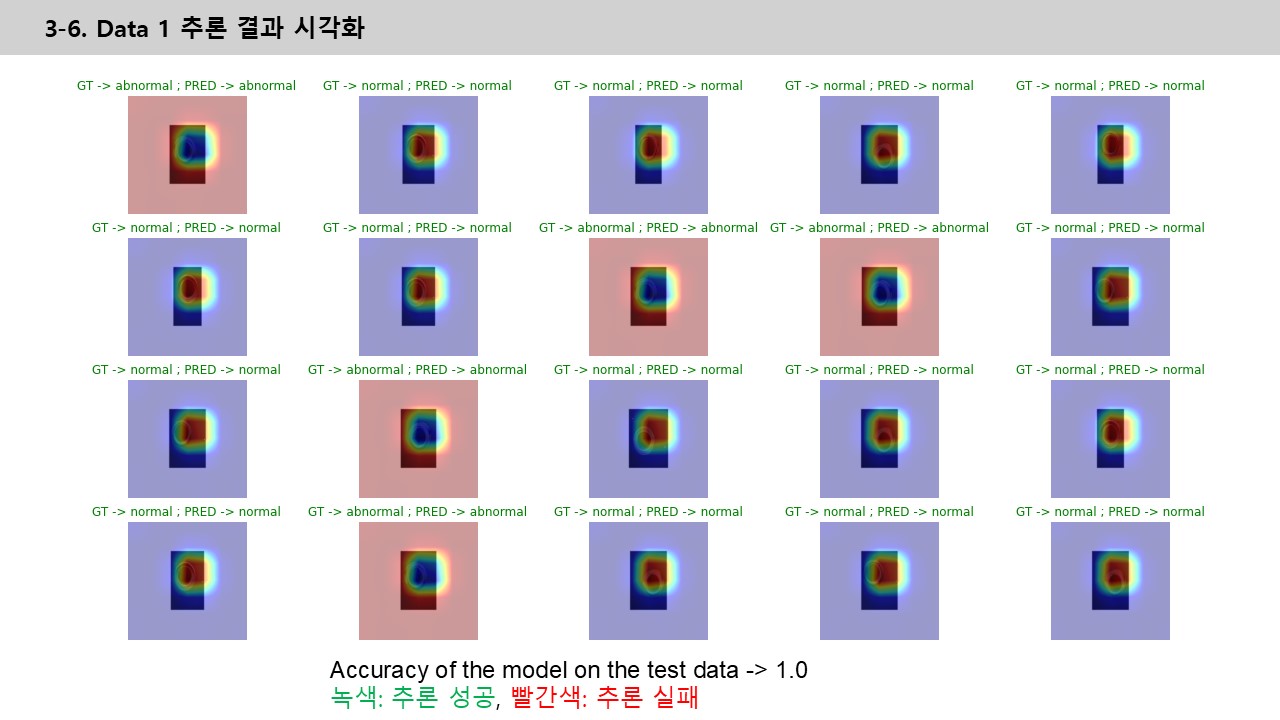 3-6. Data 1 추론 결과 시각화
GT -> abnormal ; PRED -> abnormal
GT -> normal ; PRED -> normal
GT -> normal ; PRED -> normal
GT -> normal ; PRED -> normal
GT -> normal ; PRED -> normal
GT -> normal ; PRED -> normal
GT -> normal ; PRED -> normal
GT -> abnormal ; PRED -> abnormal
GT -> abnormal ; PRED -> abnormal
GT -> normal ; PRED -> normal
GT -> normal ; PRED -> normal
GT -> abnormal ; PRED -> abnormal
GT -> normal ; PRED -> normal
GT -> normal ; PRED -> normal
GT -> normal ; PRED -> normal
GT -> normal ; PRED -> normal
GT -> abnormal ; PRED -> abnormal
GT -> normal ; PRED -> normal
GT -> normal ; PRED -> normal
GT -> normal ; PRED -> normal
Accuracy of the model on the test data -> 1.0
녹색: 추론 성공, 빨간색: 추론 실패